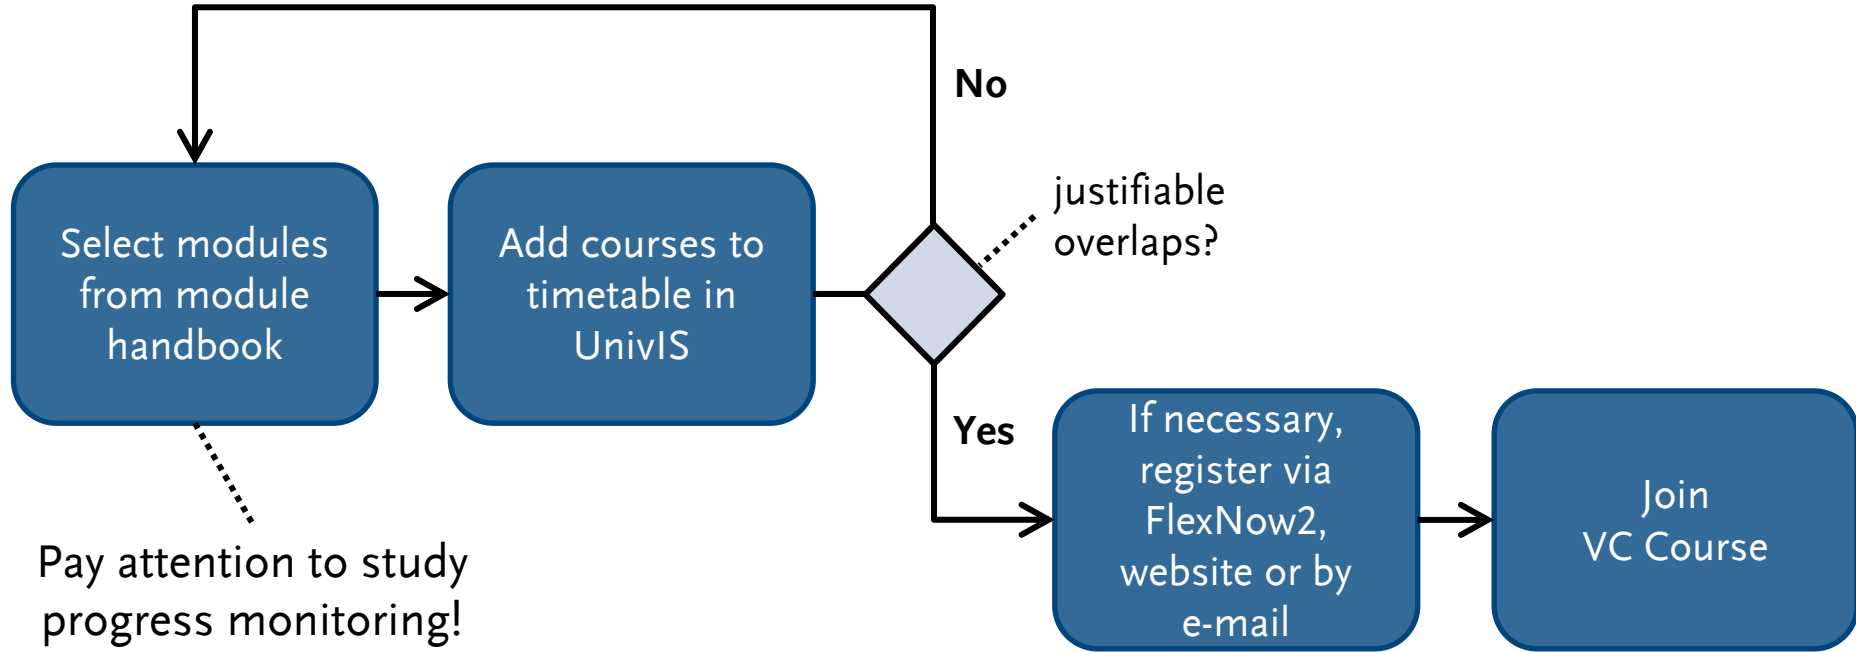 Select modules
from module
handbook
Add courses to
timetable in
UnivIS
No
justifiable
overlaps?
Yes
If necessary,
register via
FlexNow2,
website or by
e-mail
Join
VC Course
Pay attention to study
progress monitoring!